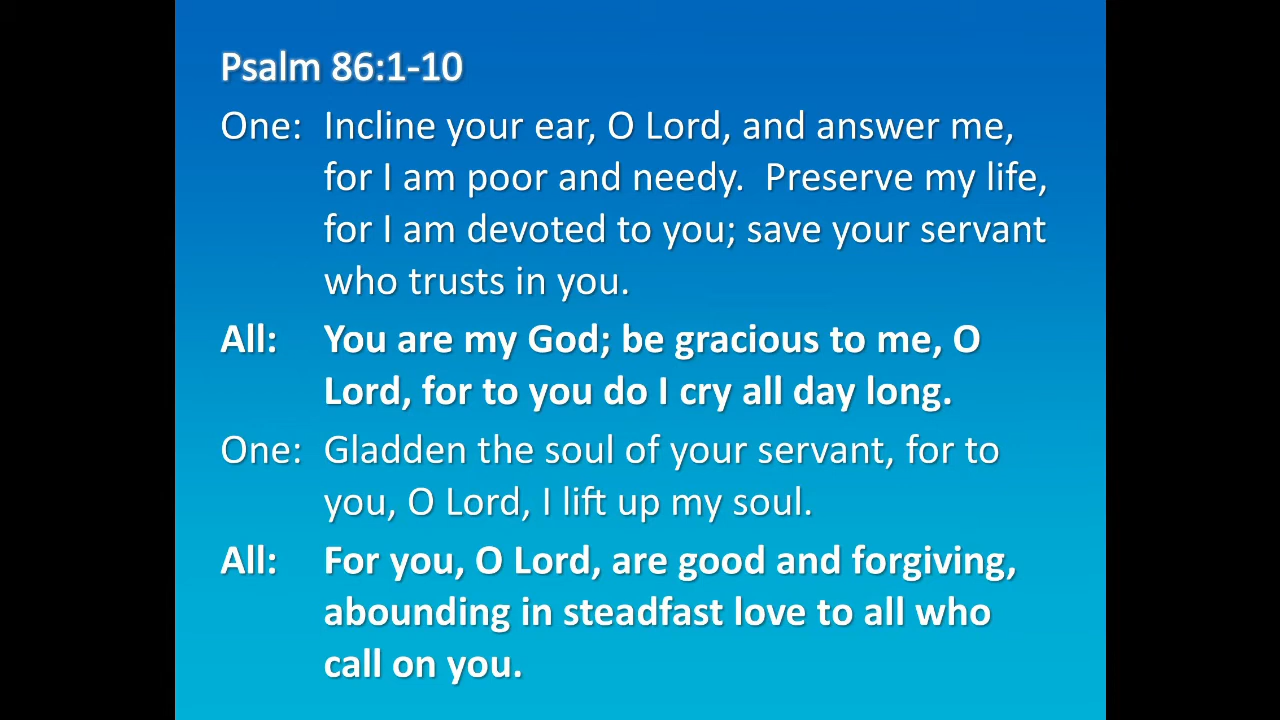 Psalm 86:1-10
One: Incline your ear, O Lord, and answer me,
for I am poor and needy.  Preserve my life,
for I am devoted to you; save your servant
who trusts in you.
All: You are my God; be gracious to me, O
Lord, for to you do I cry all day long.
One: Gladden the soul of your servant, for to
you, O Lord, I lift up my soul.
All: For you, O Lord, are good and forgiving,
abounding in steadfast love to all who
call on you.